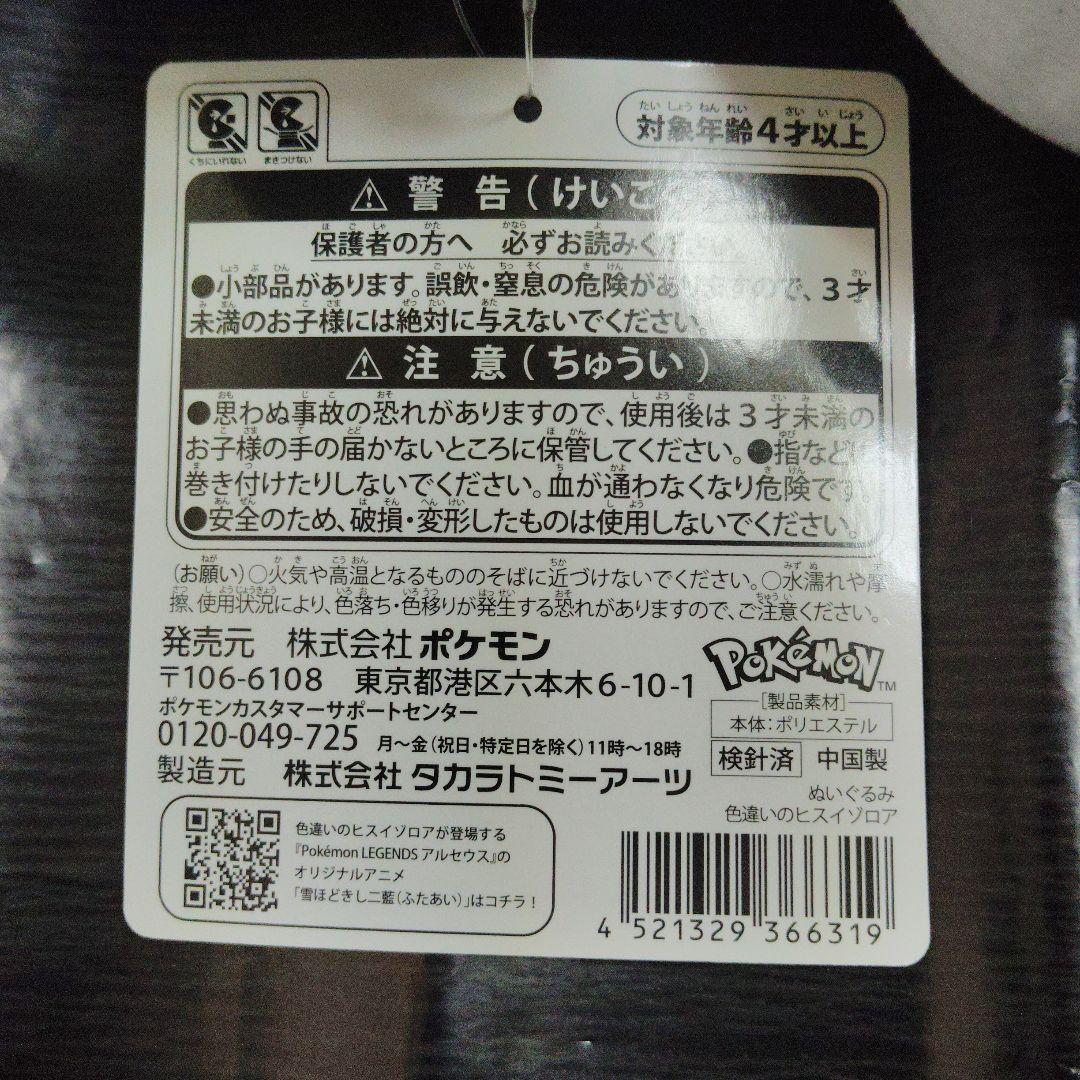 くちにいれない まきつけない
対象年齢4才以上
警告(けいこ
保護者の方へ 必ずお読みく
●小部品があります。誤飲・窒息の危険がありますので、3才
未満のお子様には絶対に与えないでください。
注意(ちゅうい)
●思わぬ事故の恐れがありますので、使用後は3才未満の
お子様の手の届かないところに保管してください。●指など
巻き付けたりしないでください。血が通わなくなり危険です
●安全のため、破損・変形したものは使用しないでください。
(お願い)○火気や高温となるもののそばに近づけないでください。○水濡れや摩
擦、使用状況により、色落ち・色移りが発生する恐れがありますので、ご注意ください。
発売元 株式会社 ポケモン
〒106-6108 東京都港区六本木6-10-1
ポケモンカスタマーサポートセンター
0120-049-725 月～金(祝日・特定日を除く)11時～18時
製造元 株式会社 タカラトミーアーツ
POKéMON™
[製品素材]
本体:ポリエステル
検針済 中国製
ぬいぐるみ
色違いのヒスイゾロア
色違いのヒスイゾロアが登場する
『Pokémon LEGENDS アルセウス』の
オリジナルアニメ
「雪ほどきし二藍(ふたあい)」はコチラ!
4 521329 366319